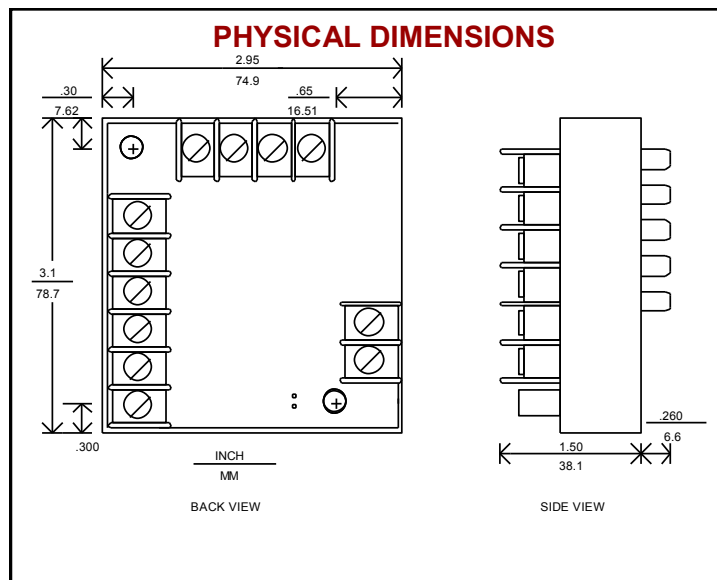 PHYSICAL DIMENSIONS
2.95
74.9
.30
7.62
.65
16.51
3.1
78.7
.300
INCH
MM
BACK VIEW
1.50
38.1
.260
6.6
SIDE VIEW